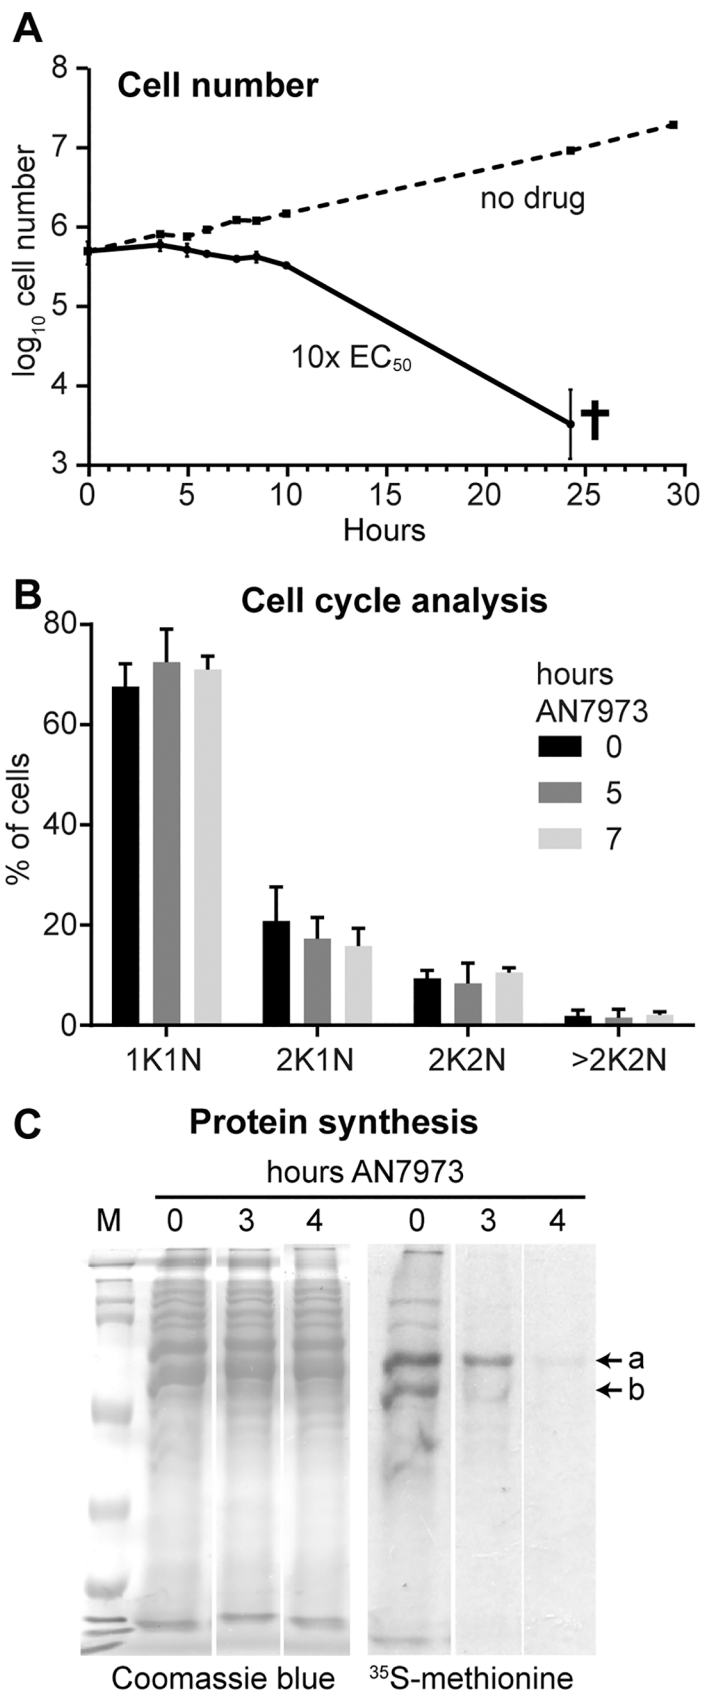 A
Cell number
8
7
6
5
4
3
log10 cell number
no drug
10x EC50
†
0 5 10 15 20 25 30
Hours
B
Cell cycle analysis
80
60
40
20
0
% of cells
hours
AN7973
0
5
7
1K1N 2K1N 2K2N >2K2N
C
Protein synthesis
hours AN7973
M 0 3 4 0 3 4
a
b
Coomassie blue 35S-methionine